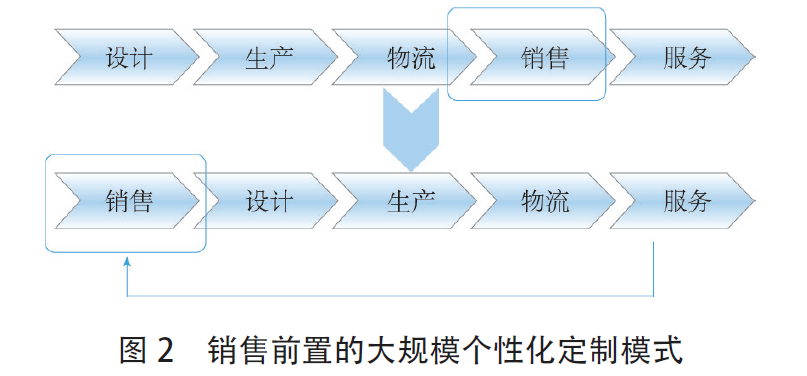 设计 生产 物流 销售 服务
销售 设计 生产 物流 服务
图 2 销售前置的大规模个性化定制模式